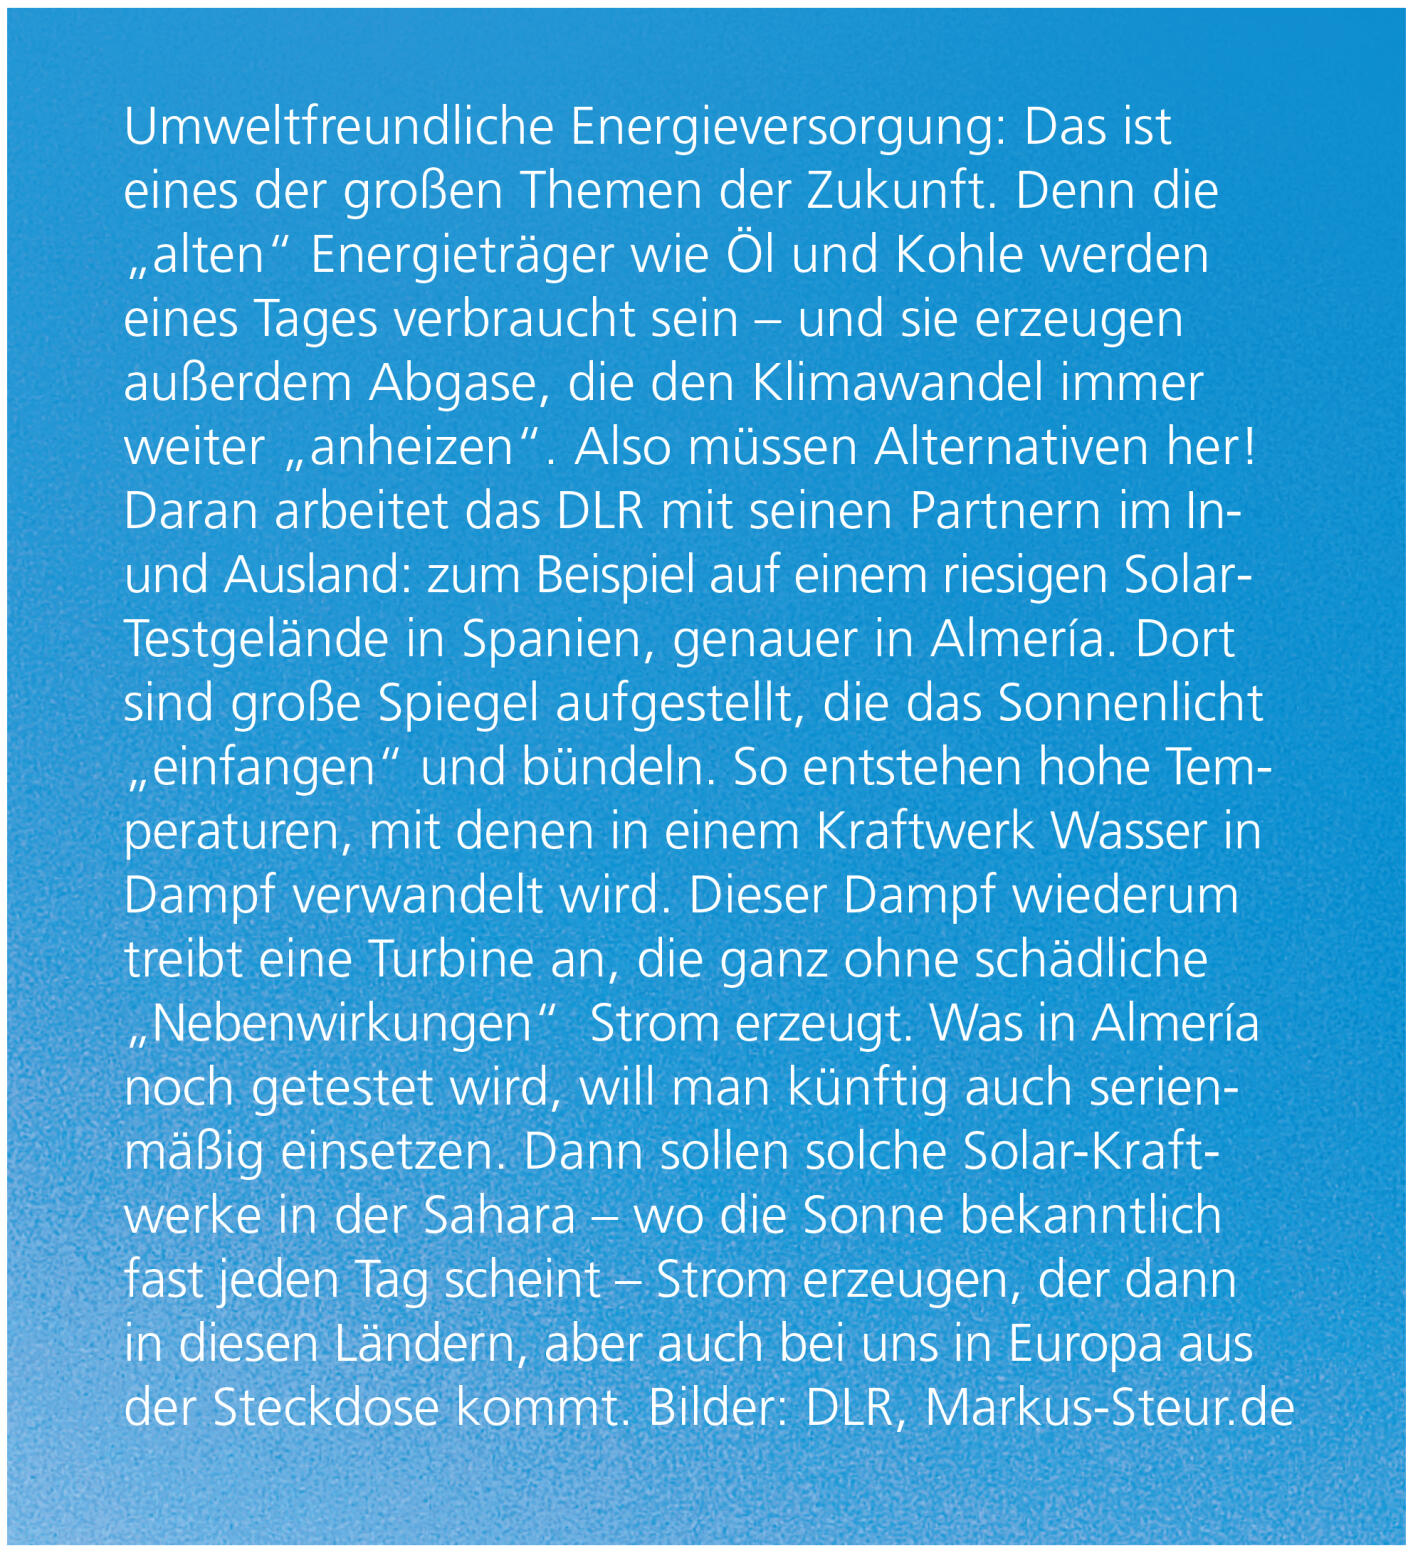 Umweltfreundliche Energieversorgung: Das ist
eines der großen Themen der Zukunft. Denn die
„alten“ Energieträger wie Öl und Kohle werden
eines Tages verbraucht sein – und sie erzeugen
außerdem Abgase, die den Klimawandel immer
weiter „anheizen“. Also müssen Alternativen her!
Daran arbeitet das DLR mit seinen Partnern im In-
und Ausland: zum Beispiel auf einem riesigen Solar-
Testgelände in Spanien, genauer in Almería. Dort
sind große Spiegel aufgestellt, die das Sonnenlicht
„einfangen“ und bündeln. So entstehen hohe Tem-
peraturen, mit denen in einem Kraftwerk Wasser in
Dampf verwandelt wird. Dieser Dampf wiederum
treibt eine Turbine an, die ganz ohne schädliche
„Nebenwirkungen“  Strom erzeugt. Was in Almería
noch getestet wird, will man künftig auch serien-
mäßig einsetzen. Dann sollen solche Solar-Kraft-
werke in der Sahara – wo die Sonne bekanntlich
fast jeden Tag scheint – Strom erzeugen, der dann
in diesen Ländern, aber auch bei uns in Europa aus
der Steckdose kommt. Bilder: DLR, Markus-Steur.de